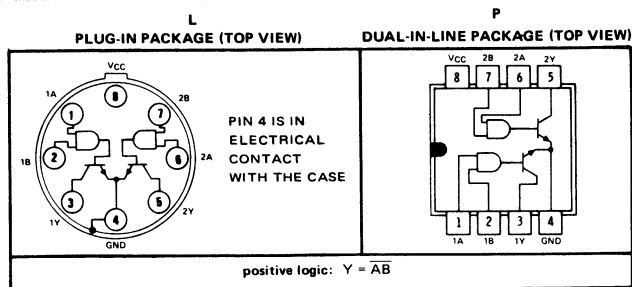 L
PLUG-IN PACKAGE (TOP VIEW)
VCC
1A
2B
8
1
7
2
6
1B
2A
3
5
4
1Y
2Y
GND
PIN 4 IS IN
ELECTRICAL
CONTACT
WITH THE CASE
P
DUAL-IN-LINE PACKAGE (TOP VIEW)
VCC 2B 2A 2Y
8 7 6 5
1 2 3 4
1A 1B 1Y GND
positive logic: Y = \overline{AB}